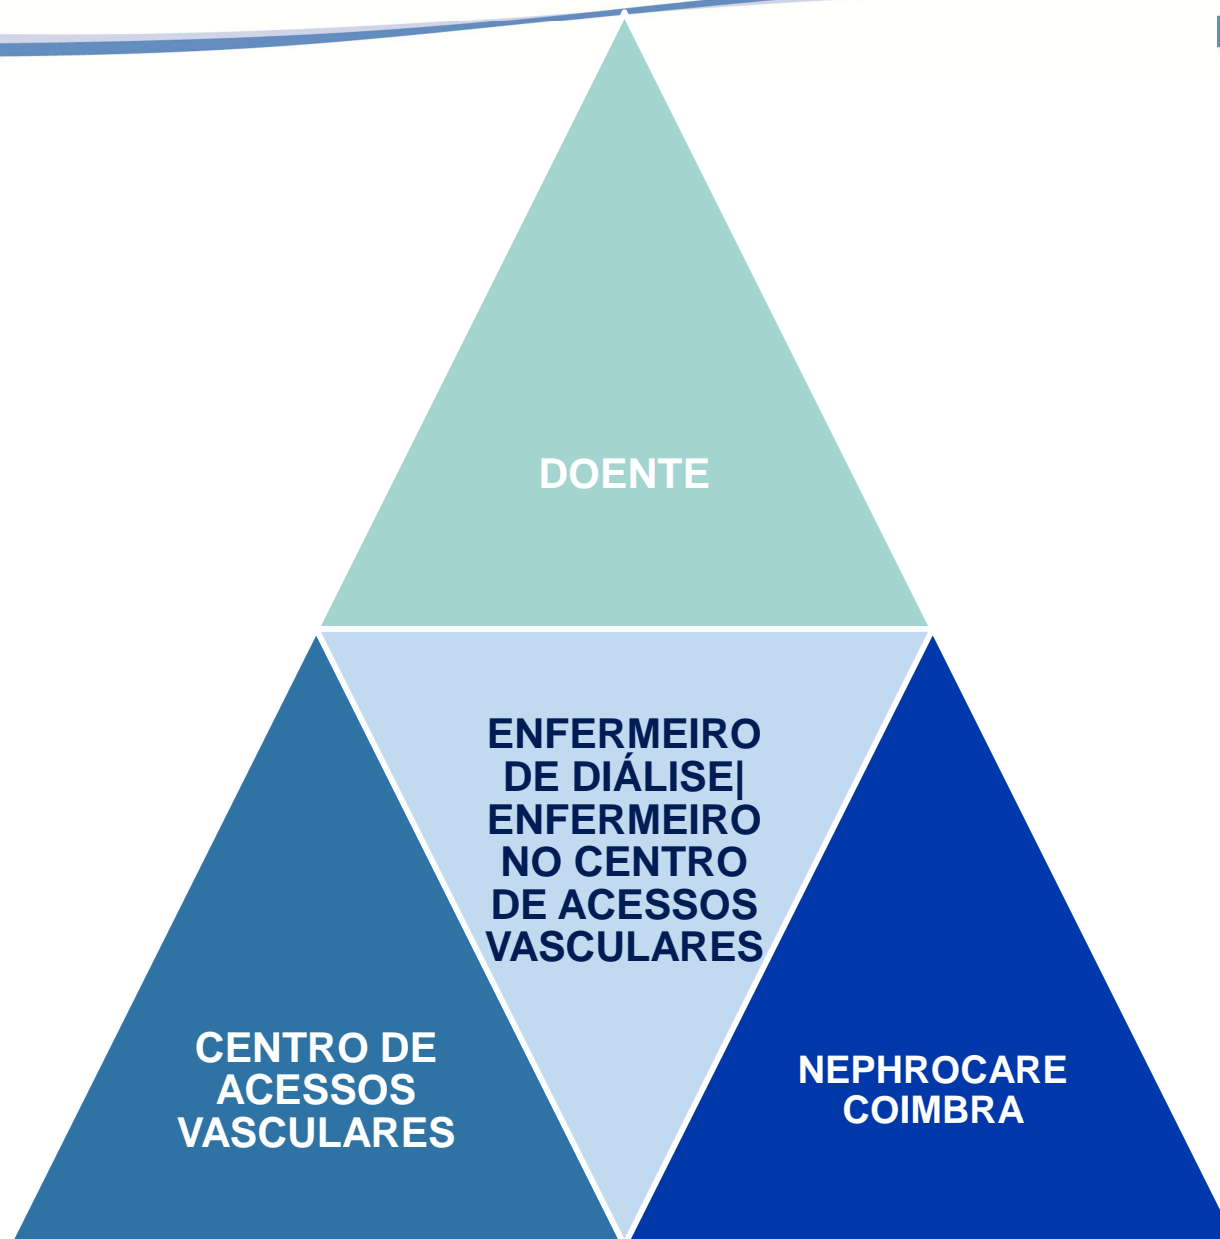 DOENTE
ENFERMEIRO
DE DIÁLISE|
ENFERMEIRO
NO CENTRO
DE ACESSOS
VASCULARES
CENTRO DE
ACESSOS
VASCULARES
NEPHROCARE
COIMBRA